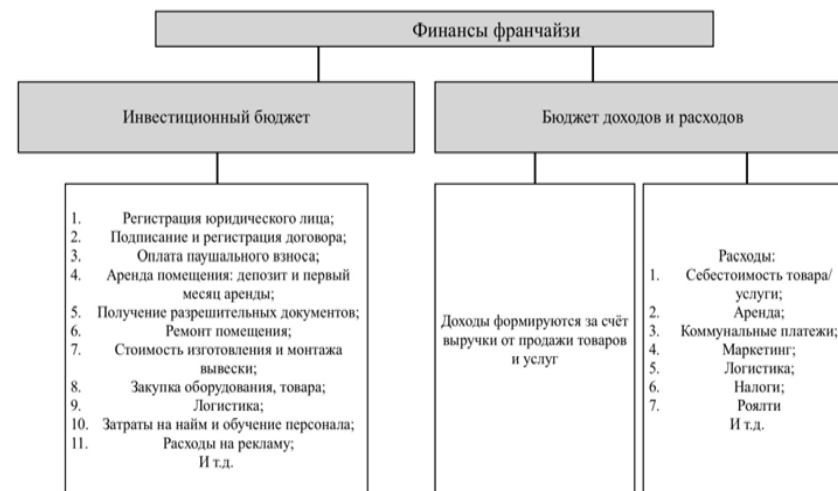 Финансы франчайзи
Инвестиционный бюджет
Бюджет доходов и расходов
1. Регистрация юридического лица;
2. Подписание и регистрация договора;
3. Оплата паушального взноса;
4. Аренда помещения: депозит и первый
месяц аренды;
5. Получение разрешительных документов;
6. Ремонт помещения;
7. Стоимость изготовления и монтажа
вывески;
8. Закупка оборудования, товара;
9. Логистика;
10. Затраты на найм и обучение персонала;
11. Расходы на рекламу;
И т.д.
Доходы формируются за счёт
выручки от продажи товаров
и услуг
Расходы:
1. Себестоимость товара/
услуги;
2. Аренда;
3. Коммунальные платежи;
4. Маркетинг;
5. Логистика;
6. Налоги;
7. Роялти
И т.д.